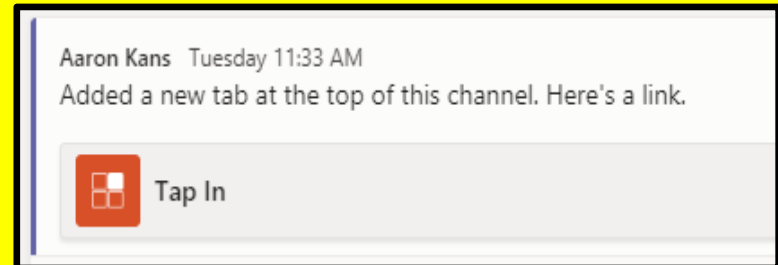 Aaron Kans Tuesday 11:33 AM
Added a new tab at the top of this channel. Here's a link.
Tap In